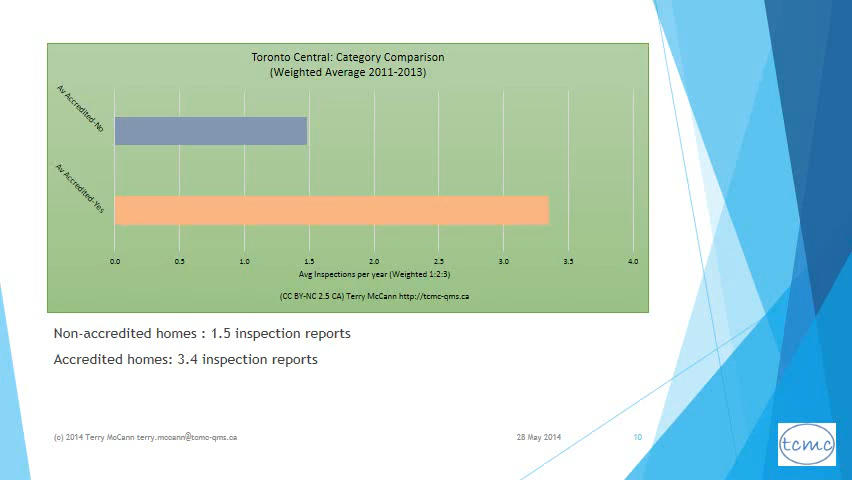 Toronto Central: Category Comparison
(Weighted Average 2011-2013)
Av Accredited-No
Av Accredited-Yes
0.0 0.5 1.0 1.5 2.0 2.5 3.0 3.5 4.0
Avg Inspections per year (Weighted 1:2:3)
(CC BY-NC 2.5 CA) Terry McCann http://tcmc-qms.ca
Non-accredited homes : 1.5 inspection reports
Accredited homes: 3.4 inspection reports
(c) 2014 Terry McCann terry.mccann@tcmc-qms.ca 28 May 2014 10
tcmc